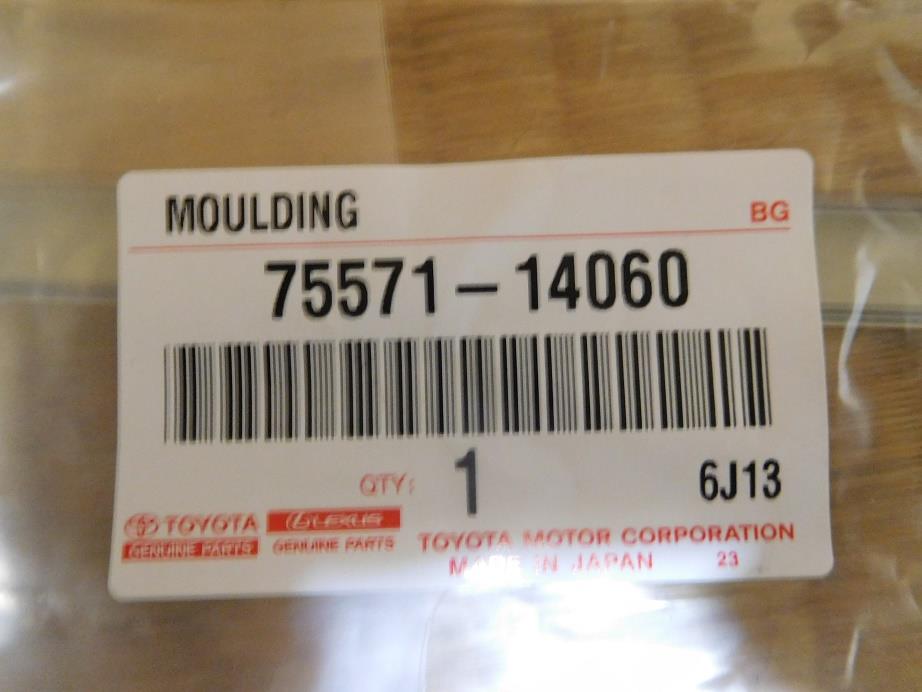 MOULDING BG
75571-14060
QTY: 1 6J13
TOYOTA LEXUS TOYOTA MOTOR CORPORATION
GENUINE PARTS GENUINE PARTS MADE IN JAPAN 23